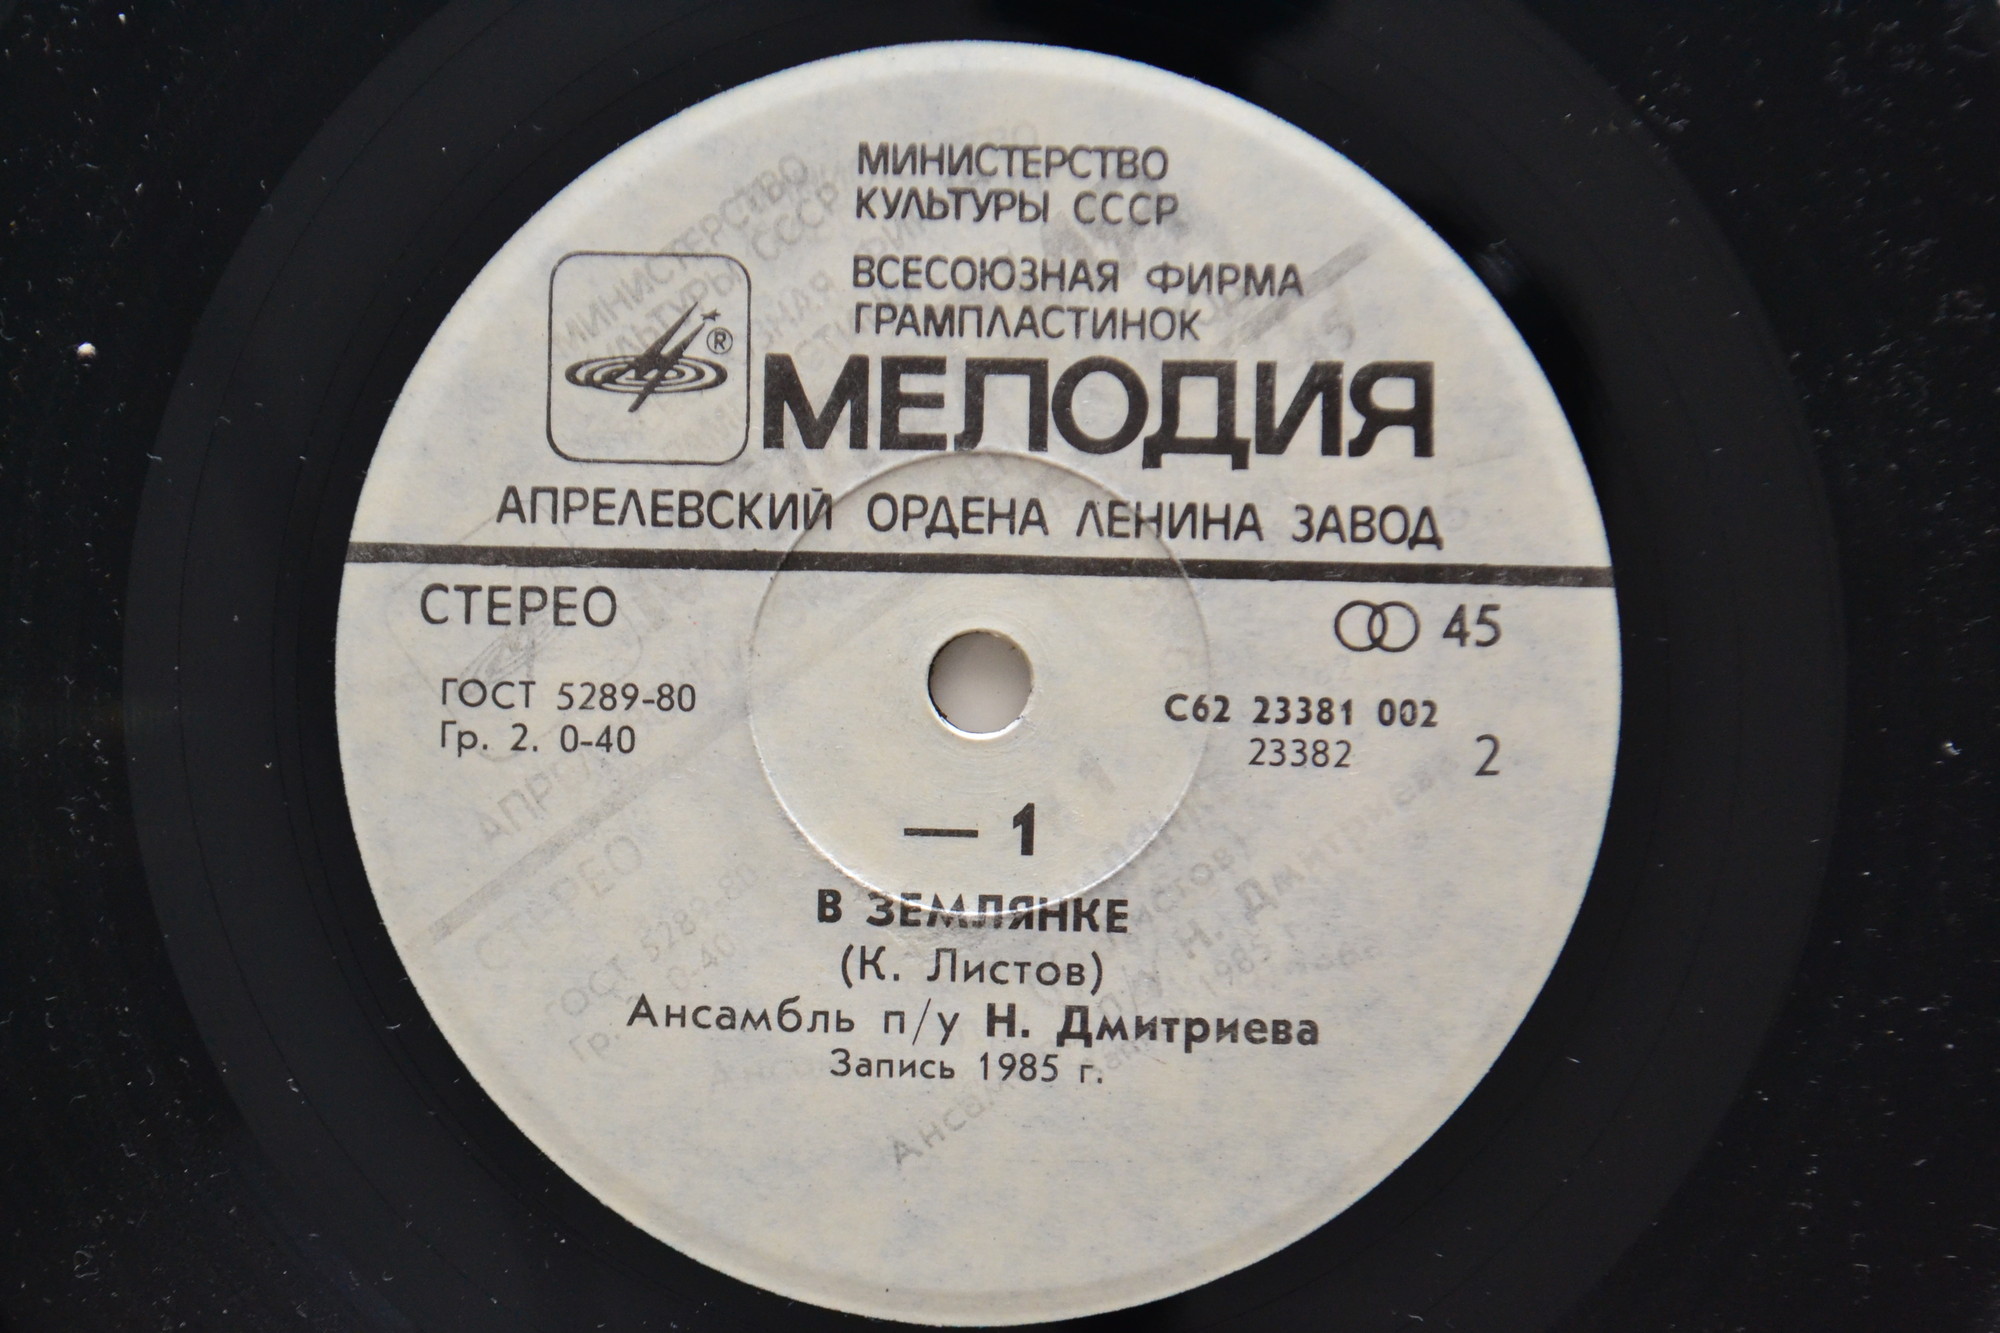 МИНИСТЕРСТВО
КУЛЬТУРЫ СССР
ВСЕСОЮЗНАЯ ФИРМА
ГРАМПЛАСТИНОК
®
МЕЛОДИЯ
АПРЕЛЕВСКИЙ ОРДЕНА ЛЕНИНА ЗАВОД
СТЕРЕО
45
ГОСТ 5289-80
Гр. 2. 0-40
С62 23381 002
23382
2
— 1
В ЗЕМЛЯНКЕ
(К. Листов)
Ансамбль п/у Н. Дмитриева
Запись 1985 г.